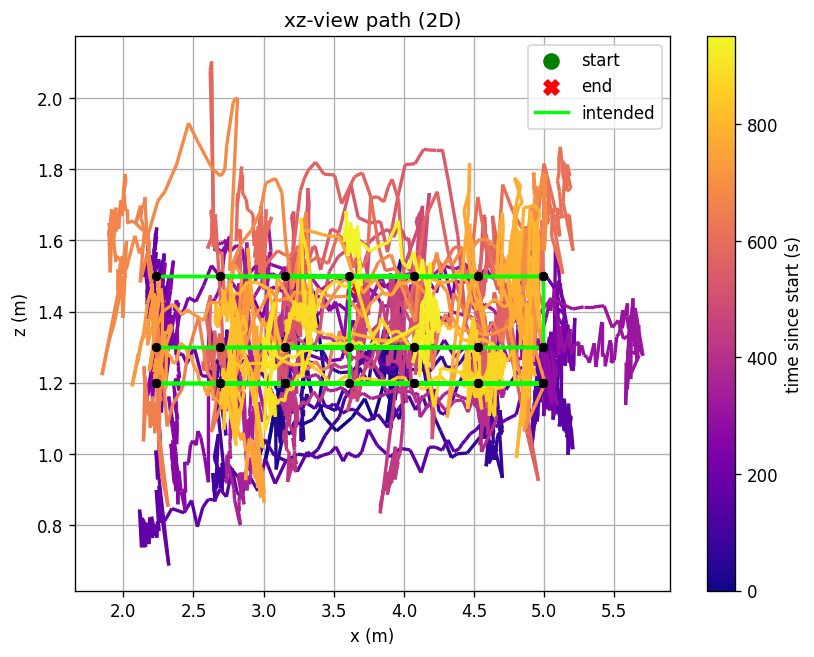 xz-view path (2D)
start
end
intended
2.0
1.8
1.6
1.4
1.2
1.0
0.8
z (m)
2.0 2.5 3.0 3.5 4.0 4.5 5.0 5.5
x (m)
800
600
400
200
0
time since start (s)